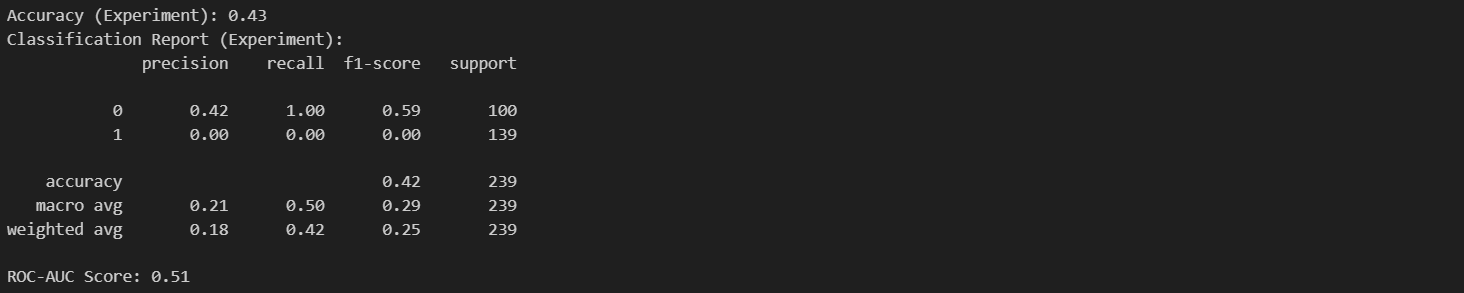 Accuracy (Experiment): 0.43
Classification Report (Experiment):
              precision    recall  f1-score   support

           0       0.42      1.00      0.59       100
           1       0.00      0.00      0.00       139

    accuracy                           0.42       239
   macro avg       0.21      0.50      0.29       239
weighted avg       0.18      0.42      0.25       239

ROC-AUC Score: 0.51